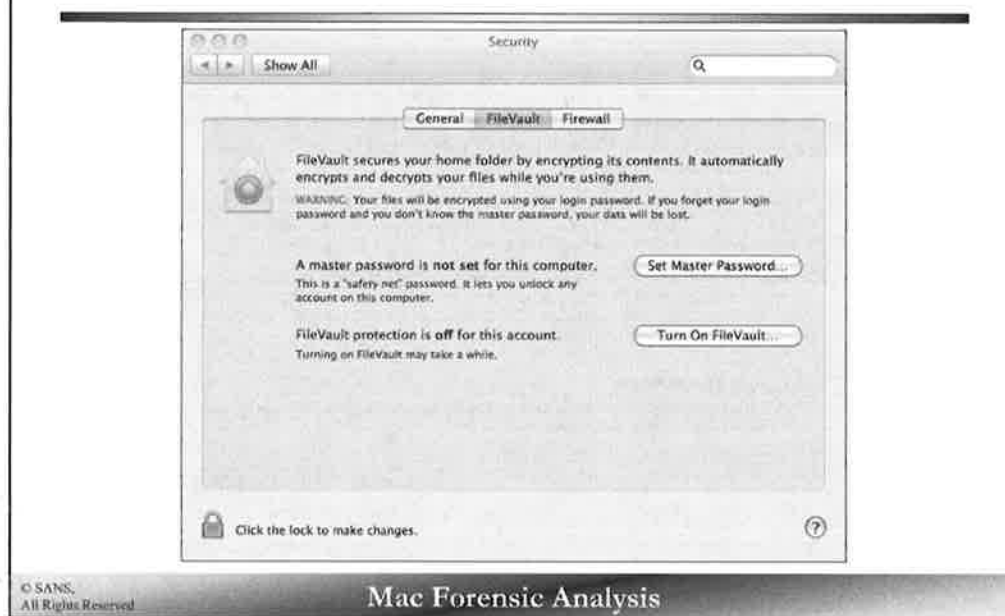 Security
Show All
General FileVault Firewall
FileVault secures your home folder by encrypting its contents. It automatically
encrypts and decrypts your files while you're using
them.
WARNING: Your files will be encrypted using your login password. If you forget your login
password and you don't know the master password, your data will be lost.
A master password is not set for this computer.
Set Master Password...
This is a "safety net" password. It lets you unlock any
account on this computer.
FileVault protection is off for this account.
Turn On FileVault...
Turning on FileVault may take a while.
Click the lock to make changes.
?
© SANS,
All Rights Reserved
Mac Forensic Analysis